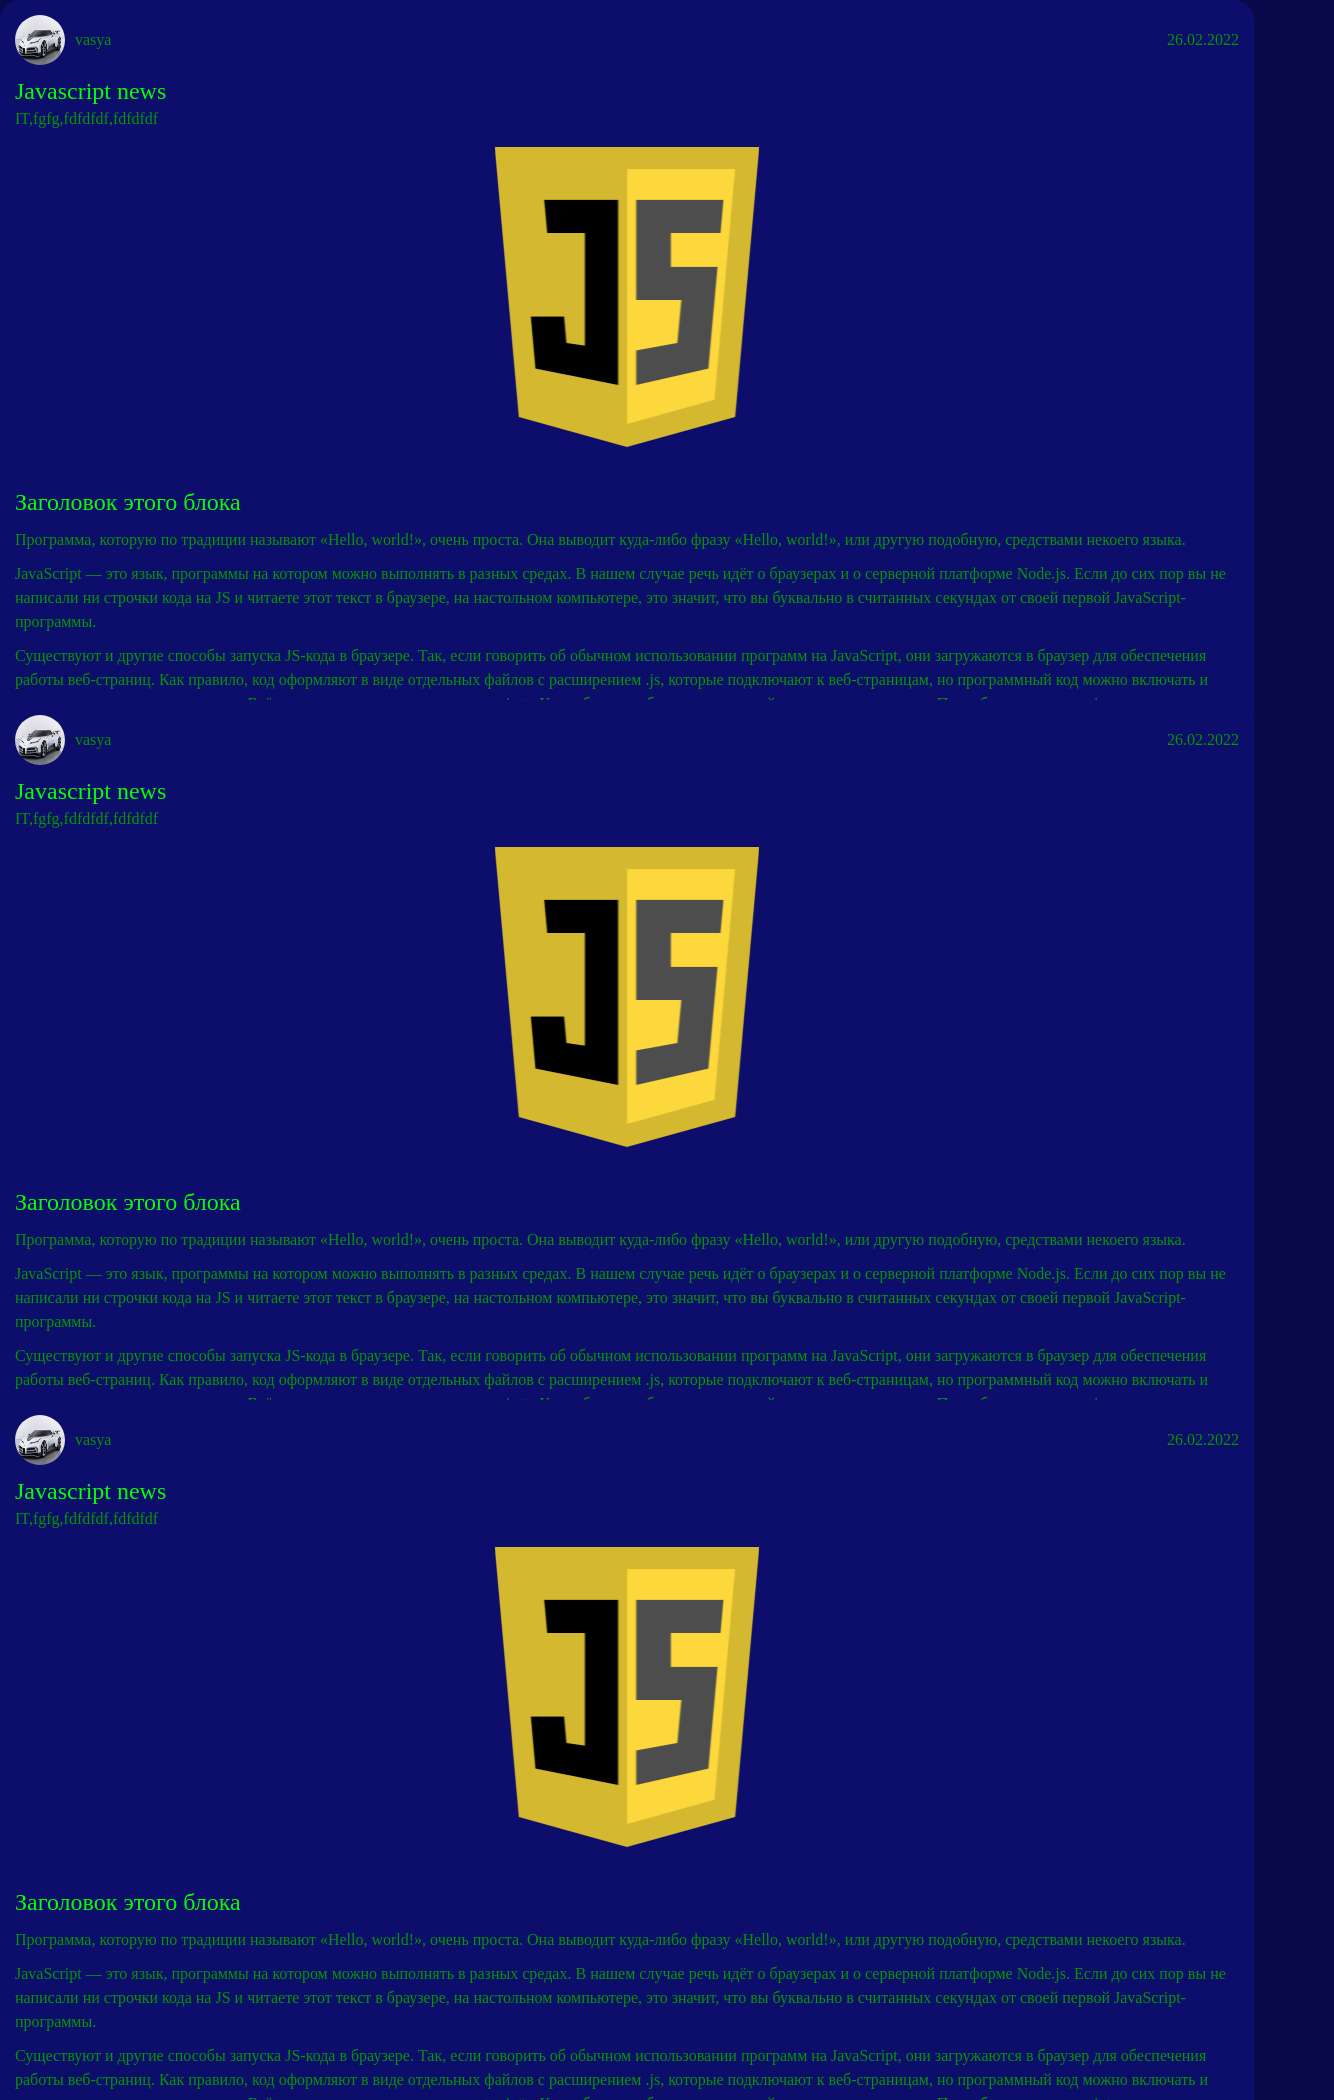 vasya
26.02.2022
Javascript news
IT,fgfg,fdfdfdf,fdfdfdf
JS
Заголовок этого блока
Программа, которую по традиции называют «Hello, world!», очень проста. Она выводит куда-либо фразу «Hello, world!», или другую подобную, средствами некоего языка.
JavaScript — это язык, программы на котором можно выполнять в разных средах. В нашем случае речь идёт о браузерах и о серверной платформе Node.js. Если до сих пор вы не
написали ни строчки кода на JS и читаете этот текст в браузере, на настольном компьютере, это значит, что вы буквально в считанных секундах от своей первой JavaScript-
программы.
Существуют и другие способы запуска JS-кода в браузере. Так, если говорить об обычном использовании программ на JavaScript, они загружаются в браузер для обеспечения
работы веб-страниц. Как правило, код оформляют в виде отдельных файлов с расширением .js, которые подключают к веб-страницам, но программный код можно включать и
vasya
26.02.2022
Javascript news
IT,fgfg,fdfdfdf,fdfdfdf
JS
Заголовок этого блока
Программа, которую по традиции называют «Hello, world!», очень проста. Она выводит куда-либо фразу «Hello, world!», или другую подобную, средствами некоего языка.
JavaScript — это язык, программы на котором можно выполнять в разных средах. В нашем случае речь идёт о браузерах и о серверной платформе Node.js. Если до сих пор вы не
написали ни строчки кода на JS и читаете этот текст в браузере, на настольном компьютере, это значит, что вы буквально в считанных секундах от своей первой JavaScript-
программы.
Существуют и другие способы запуска JS-кода в браузере. Так, если говорить об обычном использовании программ на JavaScript, они загружаются в браузер для обеспечения
работы веб-страниц. Как правило, код оформляют в виде отдельных файлов с расширением .js, которые подключают к веб-страницам, но программный код можно включать и
vasya
26.02.2022
Javascript news
IT,fgfg,fdfdfdf,fdfdfdf
JS
Заголовок этого блока
Программа, которую по традиции называют «Hello, world!», очень проста. Она выводит куда-либо фразу «Hello, world!», или другую подобную, средствами некоего языка.
JavaScript — это язык, программы на котором можно выполнять в разных средах. В нашем случае речь идёт о браузерах и о серверной платформе Node.js. Если до сих пор вы не
написали ни строчки кода на JS и читаете этот текст в браузере, на настольном компьютере, это значит, что вы буквально в считанных секундах от своей первой JavaScript-
программы.
Существуют и другие способы запуска JS-кода в браузере. Так, если говорить об обычном использовании программ на JavaScript, они загружаются в браузер для обеспечения
работы веб-страниц. Как правило, код оформляют в виде отдельных файлов с расширением .js, которые подключают к веб-страницам, но программный код можно включать и